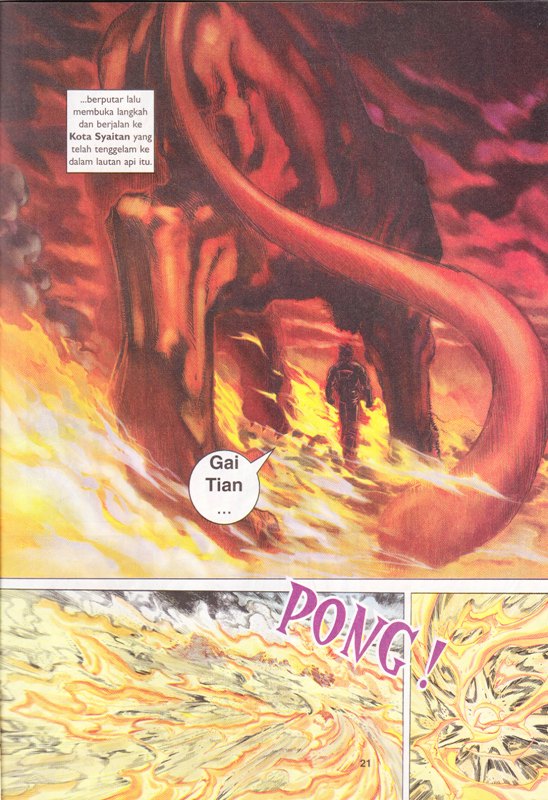 ...berputar lalu
membuka langkah
dan berjalan ke
Kota Syaitan yang
telah tenggelam ke
dalam lautan api itu.
Gai
Tian
...
PONG!
21